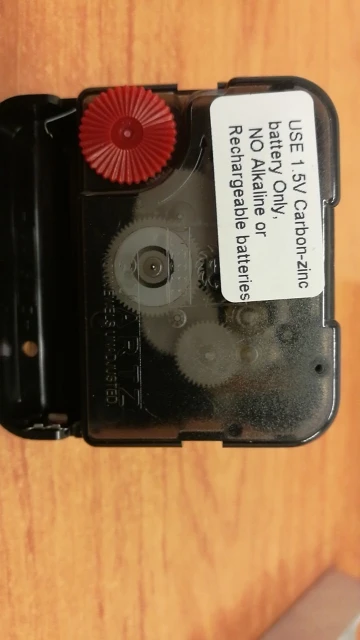 USE 1.5V Carbon-zinc
battery Only,
NO Alkaline or
Rechargeable batteries